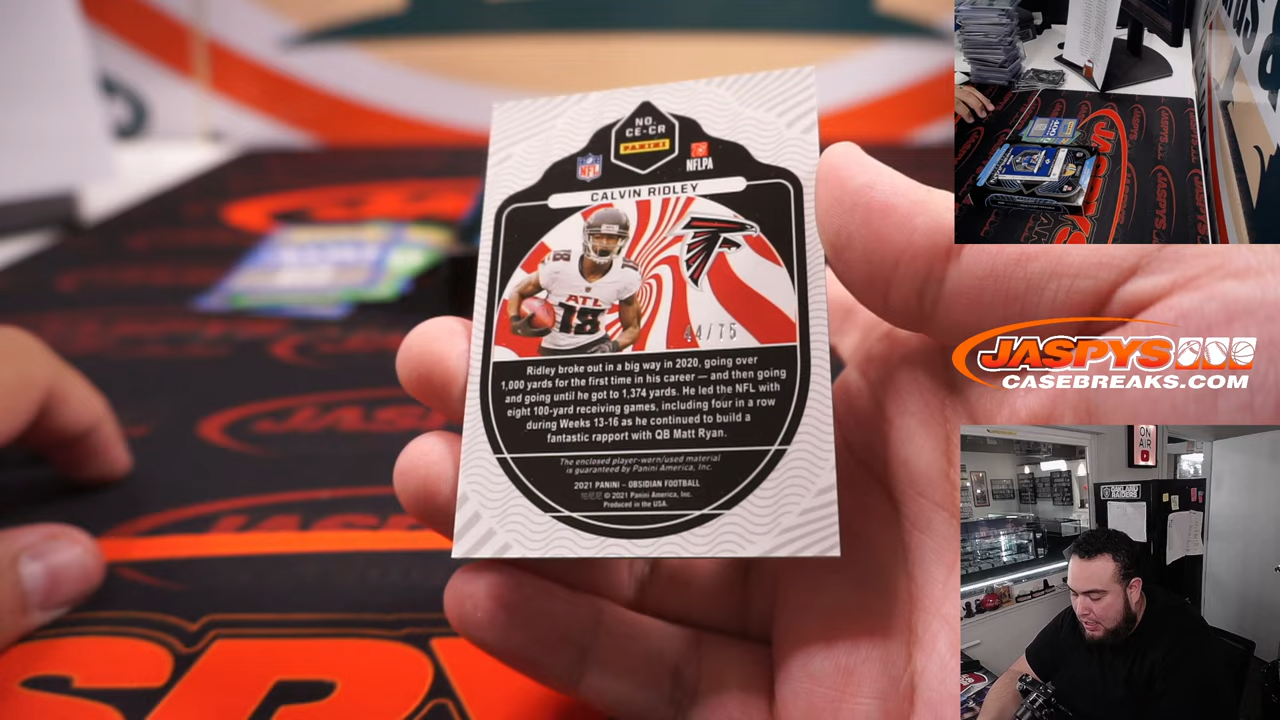 NO.
CE-CR
PANINI
NFL
NFLPA
CALVIN RIDLEY
ATL
18
18
44/75
Ridley broke out in a big way in 2020, going over
1,000 yards for the first time in his career — and then going
and going until he got to 1,374 yards. He led the NFL with
eight 100-yard receiving games, including four in a row
during Weeks 13-16 as he continued to build a
fantastic rapport with QB Matt Ryan.
The enclosed player-worn/used material
is guaranteed by Panini America, Inc.
2021 PANINI – OBSIDIAN FOOTBALL
© 2021 Panini America, Inc.
Produced in the USA.
JASPYS
CASEBREAKS.COM
ON
AIR
OAKLAND
RAIDERS
JASPYS